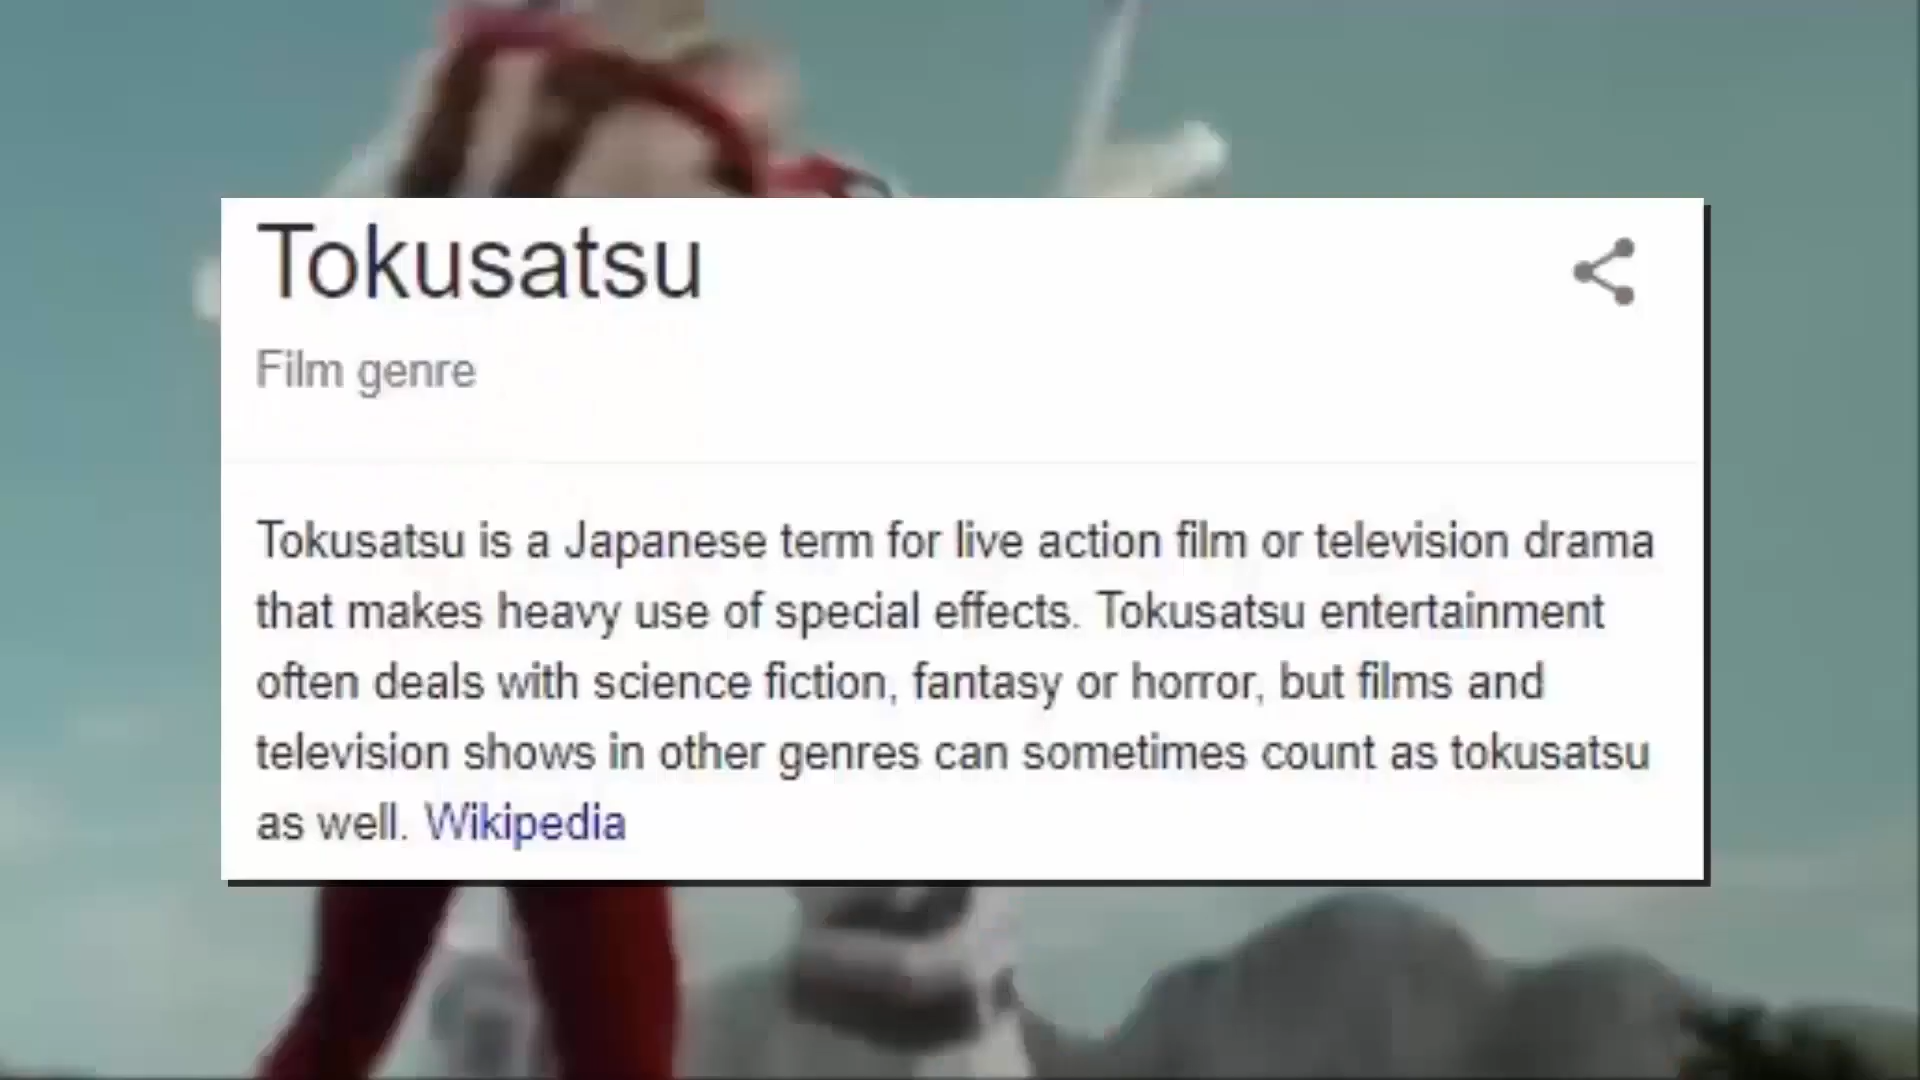 Tokusatsu
Film genre
Tokusatsu is a Japanese term for live action film or television drama
that makes heavy use of special effects. Tokusatsu entertainment
often deals with science fiction, fantasy or horror, but films and
television shows in other genres can sometimes count as tokusatsu
as well. Wikipedia